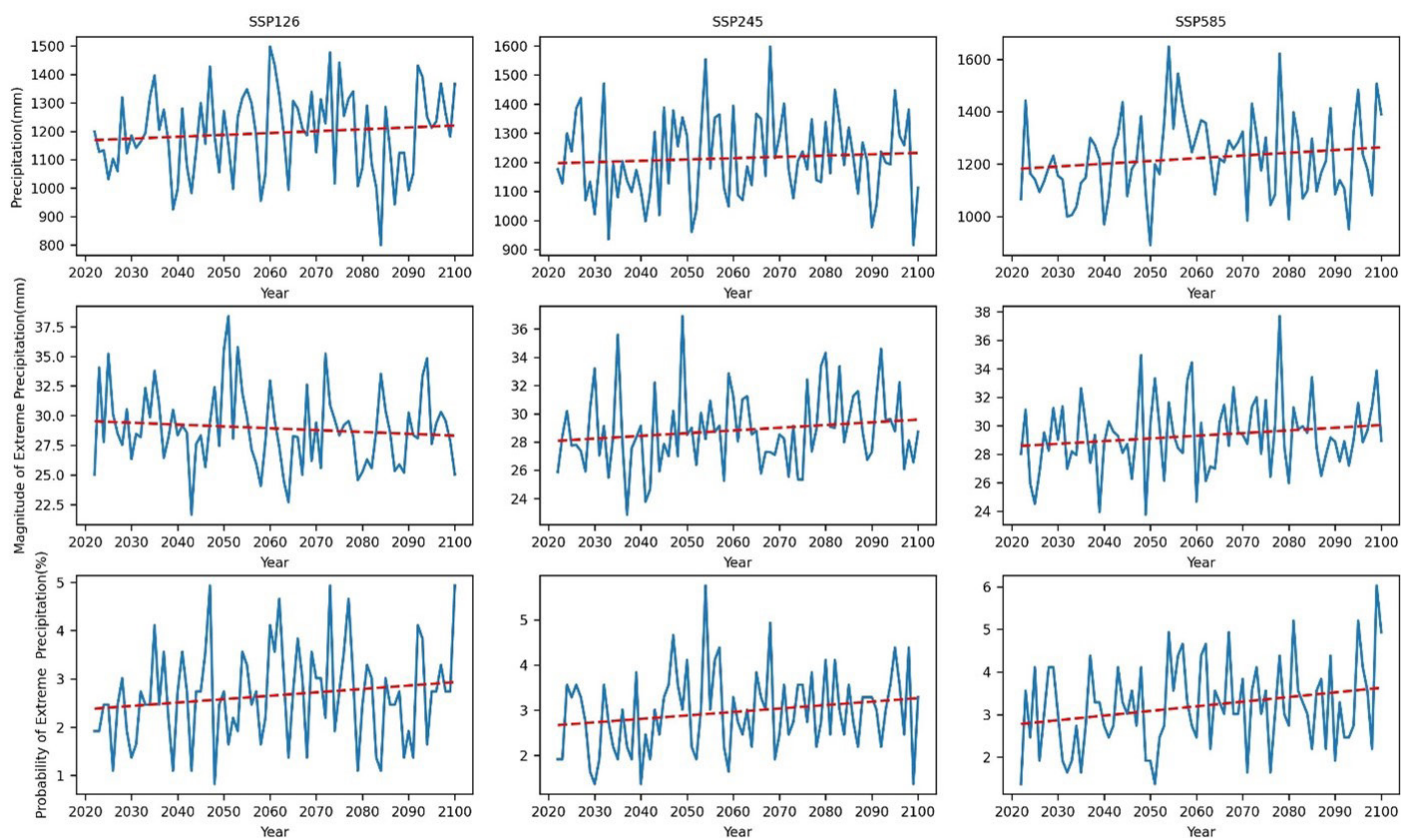 SSP126
SSP245
SSP585
Precipitation(mm)
1500
1400
1300
1200
1100
1000
900
800
2020 2030 2040 2050 2060 2070 2080 2090 2100
Year
1600
1500
1400
1300
1200
1100
1000
900
2020 2030 2040 2050 2060 2070 2080 2090 2100
Year
1600
1400
1200
1000
2020 2030 2040 2050 2060 2070 2080 2090 2100
Year
Magnitude of Extreme Precipitation(mm)
37.5
35.0
32.5
30.0
27.5
25.0
22.5
2020 2030 2040 2050 2060 2070 2080 2090 2100
Year
36
34
32
30
28
26
24
2020 2030 2040 2050 2060 2070 2080 2090 2100
Year
38
36
34
32
30
28
26
24
2020 2030 2040 2050 2060 2070 2080 2090 2100
Year
Probability of Extreme Precipitation(%)
5
4
3
2
1
2020 2030 2040 2050 2060 2070 2080 2090 2100
Year
5
4
3
2
2020 2030 2040 2050 2060 2070 2080 2090 2100
Year
6
5
4
3
2
2020 2030 2040 2050 2060 2070 2080 2090 2100
Year